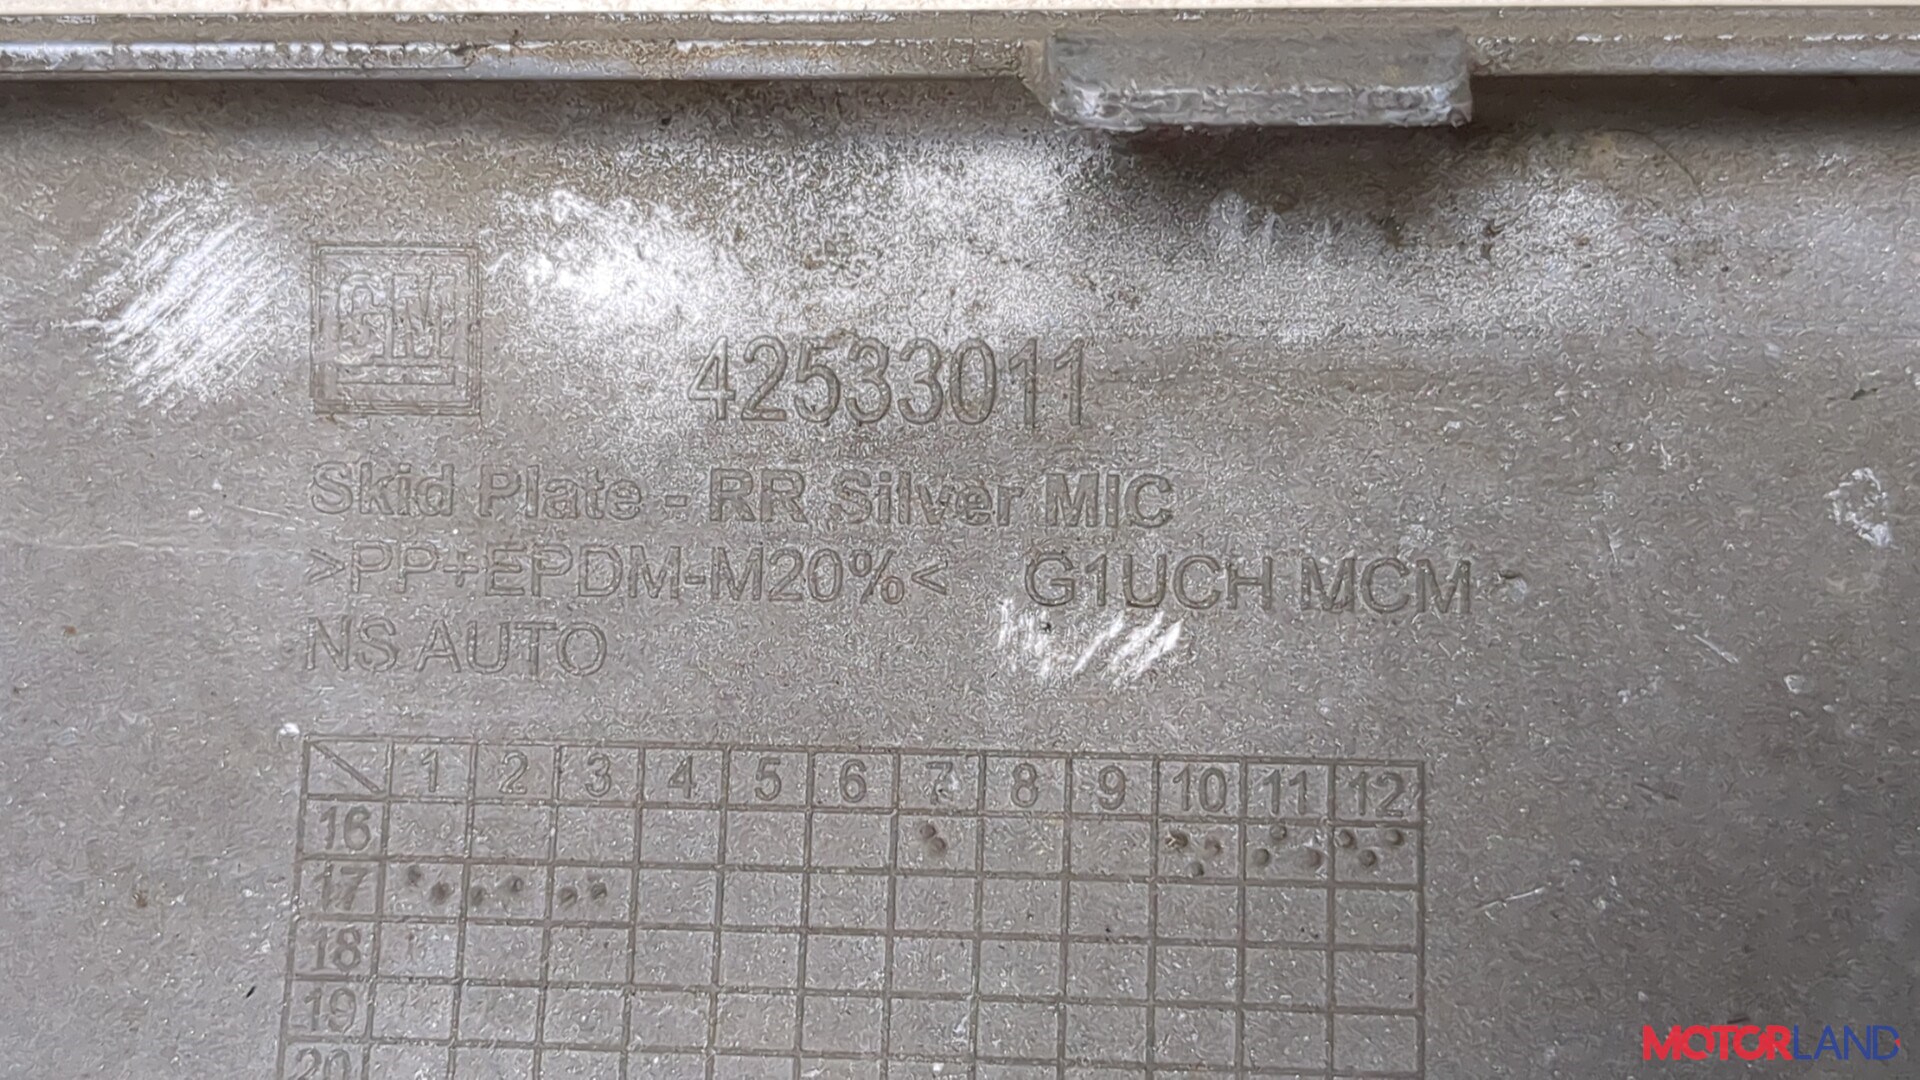 GM
42533011
Skid Plate - RR Silver MIC
>PP+EPDM-M20%< G1UCH MCM
NS AUTO
1 2 3 4 5 6 7 8 9 10 11 12
16
17
18
19
20
MOTORLAND